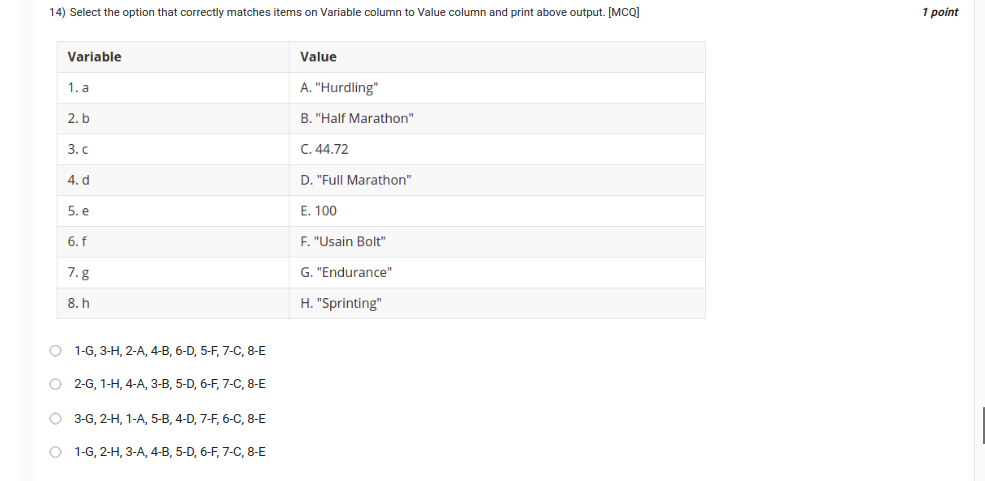 14) Select the option that correctly matches items on Variable column to Value column and print above output. [MCQ] 1 point
Variable Value
1. a A. "Hurdling"
2. b B. "Half Marathon"
3. c C. 44.72
4. d D. "Full Marathon"
5. e E. 100
6. f F. "Usain Bolt"
7. g G. "Endurance"
8. h H. "Sprinting"
1-G, 3-H, 2-A, 4-B, 6-D, 5-F, 7-C, 8-E
2-G, 1-H, 4-A, 3-B, 5-D, 6-F, 7-C, 8-E
3-G, 2-H, 1-A, 5-B, 4-D, 7-F, 6-C, 8-E
1-G, 2-H, 3-A, 4-B, 5-D, 6-F, 7-C, 8-E